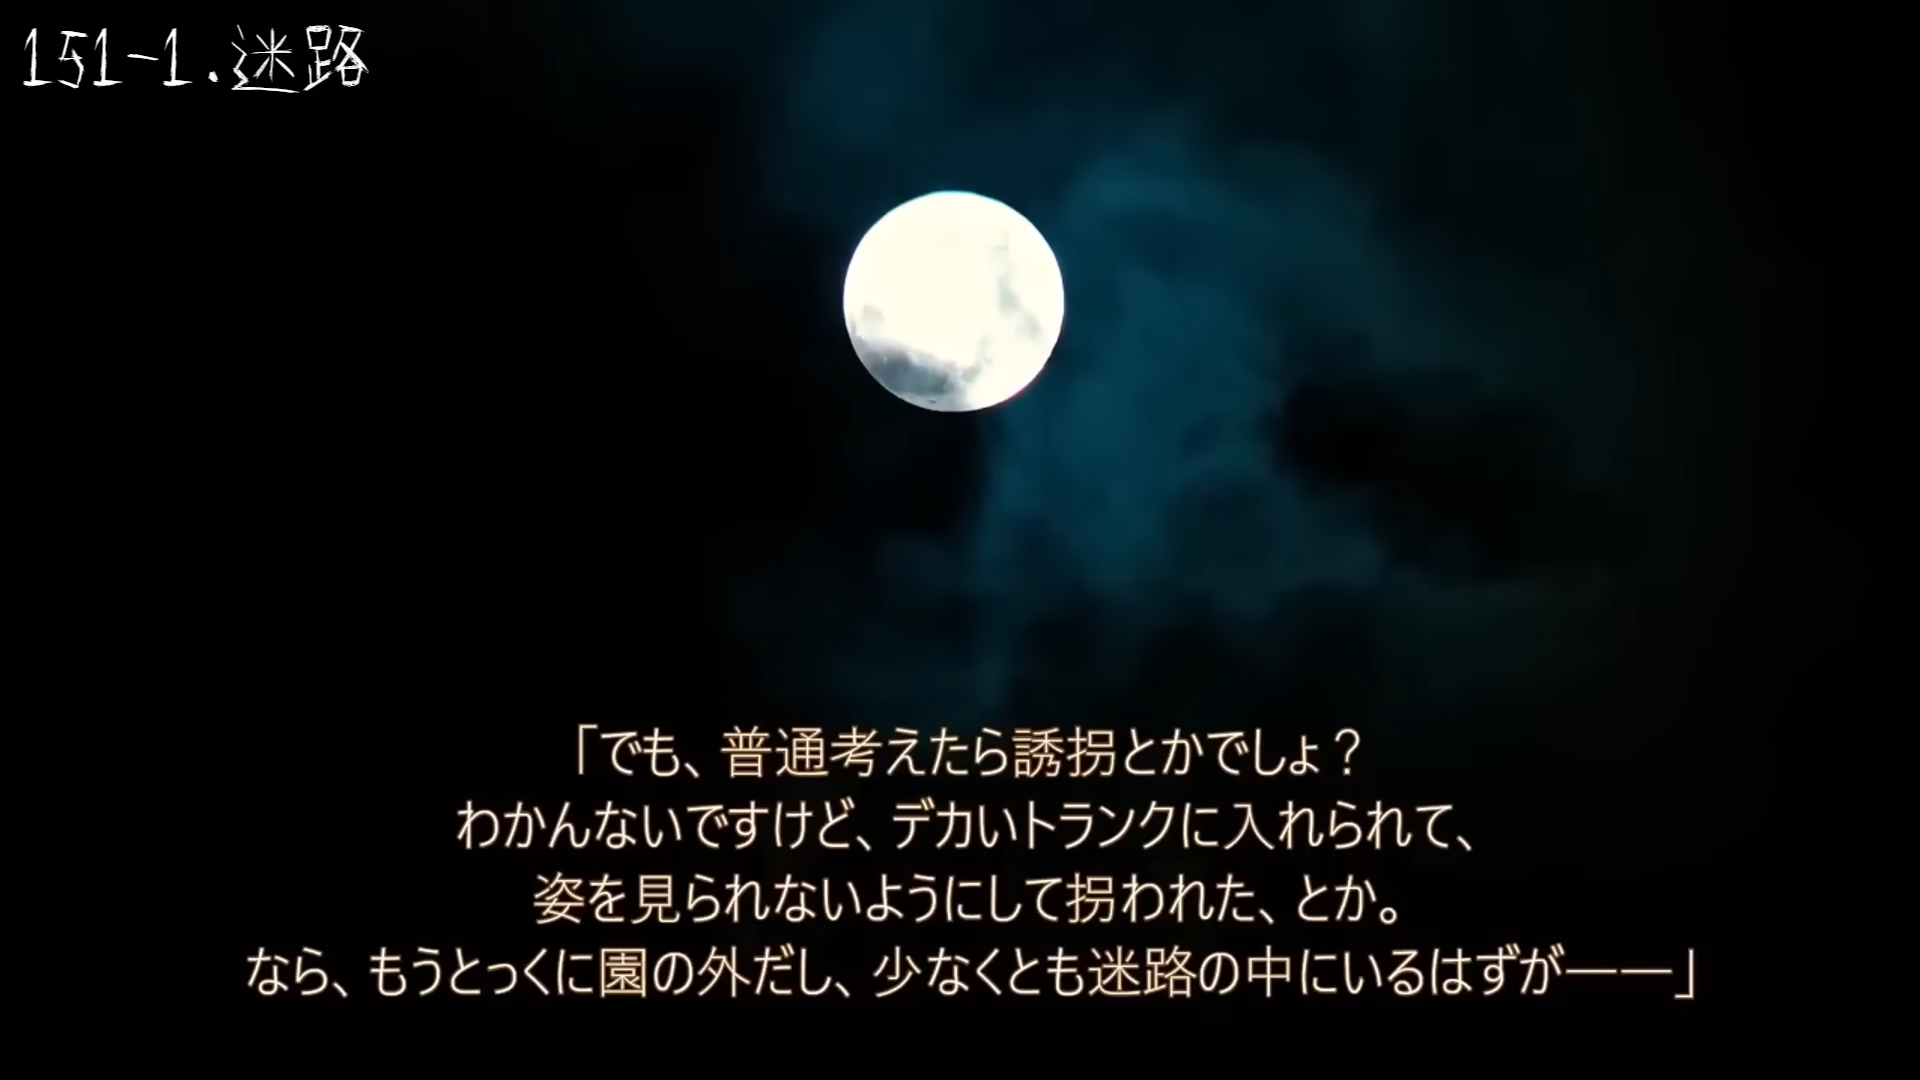 151-1.迷路
「でも、普通考えたら誘拐とかでしょ？
わかんないですけど、デカいトランクに入れられて、
姿を見られないようにして拐われた、とか。
なら、もうとっくに園の外だし、少なくとも迷路の中にいるはずが――」